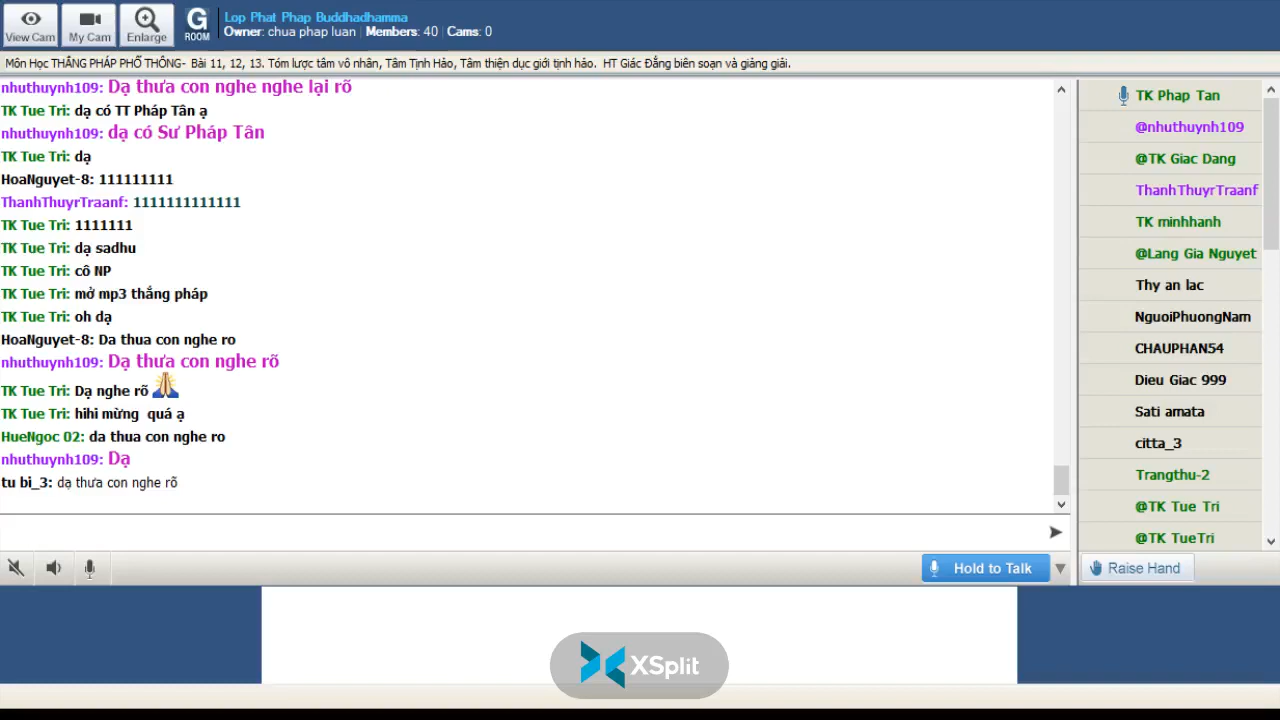 View Cam
My Cam
Enlarge
G
ROOM
Lop Phat Phap Buddhadhamma
Owner: chua phap luan Members: 40 Cams: 0
Môn Học THẮNG PHÁP PHỔ THÔNG- Bài 11, 12, 13. Tóm lược tâm vô nhân, Tâm Tịnh Hảo, Tâm thiện dục giới tịnh hảo. HT Giác Đẳng biên soạn và giảng giải.
nhuthuynh109: Dạ thưa con nghe nghe lại rõ
TK Tue Tri: dạ có TT Pháp Tân ạ
nhuthuynh109: dạ có Sư Pháp Tân
TK Tue Tri: dạ
HoaNguyet-8: 111111111
ThanhThuyrTraanf: 1111111111111
TK Tue Tri: 1111111
TK Tue Tri: dạ sadhu
TK Tue Tri: cô NP
TK Tue Tri: mở mp3 thắng pháp
TK Tue Tri: oh dạ
HoaNguyet-8: Da thua con nghe ro
nhuthuynh109: Dạ thưa con nghe rõ
TK Tue Tri: Dạ nghe rõ
TK Tue Tri: hihi mừng quá ạ
HueNgoc 02: da thua con nghe ro
nhuthuynh109: Dạ
tu bi_3: dạ thưa con nghe rõ
TK Phap Tan
@nhuthuynh109
@TK Giac Dang
ThanhThuyrTraanf
TK minhhanh
@Lang Gia Nguyet
Thy an lac
NguoiPhuongNam
CHAUPHAN54
Dieu Giac 999
Sati amata
citta_3
Trangthu-2
@TK Tue Tri
@TK TueTri
Hold to Talk
Raise Hand
XSplit